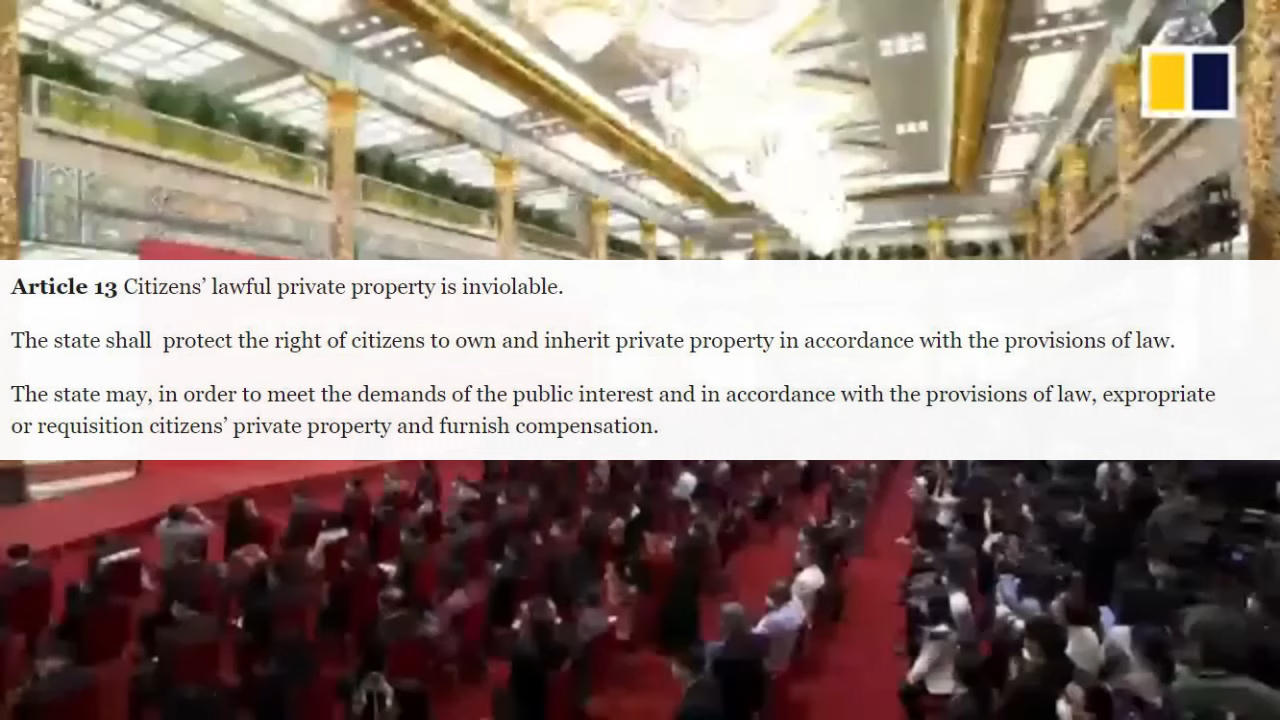 Article 13 Citizens’ lawful private property is inviolable.
The state shall  protect the right of citizens to own and inherit private property in accordance with the provisions of law.
The state may, in order to meet the demands of the public interest and in accordance with the provisions of law, expropriate
or requisition citizens’ private property and furnish compensation.